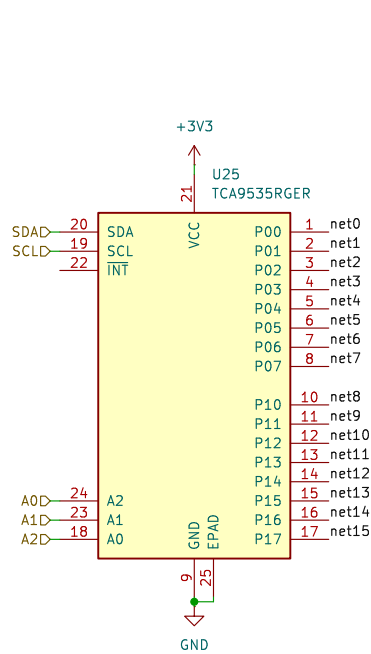 +3V3
U25
TCA9535RGER
21
VCC
SDA 20 SDA P00 1 net0
SCL 19 SCL P01 2 net1
22 INT P02 3 net2
P03 4 net3
P04 5 net4
P05 6 net5
P06 7 net6
P07 8 net7
P10 10 net8
P11 11 net9
P12 12 net10
P13 13 net11
P14 14 net12
A0 24 A2 P15 15 net13
A1 23 A1 P16 16 net14
A2 18 A0 P17 17 net15
GND EPAD
9 25
GND